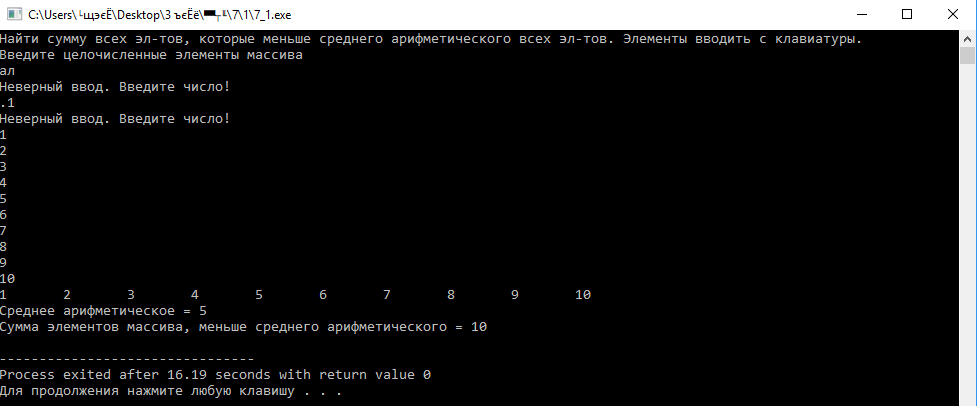 C:\Users\└щэєЁ\Desktop\3 ъєЁё\▀▀┬╨\7\1\7_1.exe
Найти сумму всех эл-тов, которые меньше среднего арифметического всех эл-тов. Элементы вводить с клавиатуры.
Введите целочисленные элементы массива
ал
Неверный ввод. Введите число!
.1
Неверный ввод. Введите число!
1
2
3
4
5
6
7
8
9
10
1 2 3 4 5 6 7 8 9 10
Среднее арифметическое = 5
Сумма элементов массива, меньше среднего арифметического = 10
--------------------------------
Process exited after 16.19 seconds with return value 0
Для продолжения нажмите любую клавишу . . .